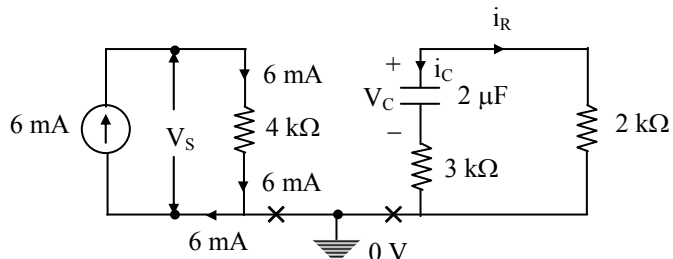 i_R
6 mA
+
i_C
6 mA
V_S
4 kΩ
V_C
2 μF
2 kΩ
−
6 mA
3 kΩ
6 mA
0 V